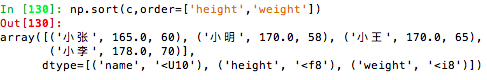 In [130]: np.sort(c,order=['height','weight'])
Out[130]:
array([('小张', 165.0, 60), ('小明', 170.0, 58), ('小王', 170.0, 65),
('小李', 178.0, 70)],
dtype=[('name', '<U10'), ('height', '<f8'), ('weight', '<i8')])